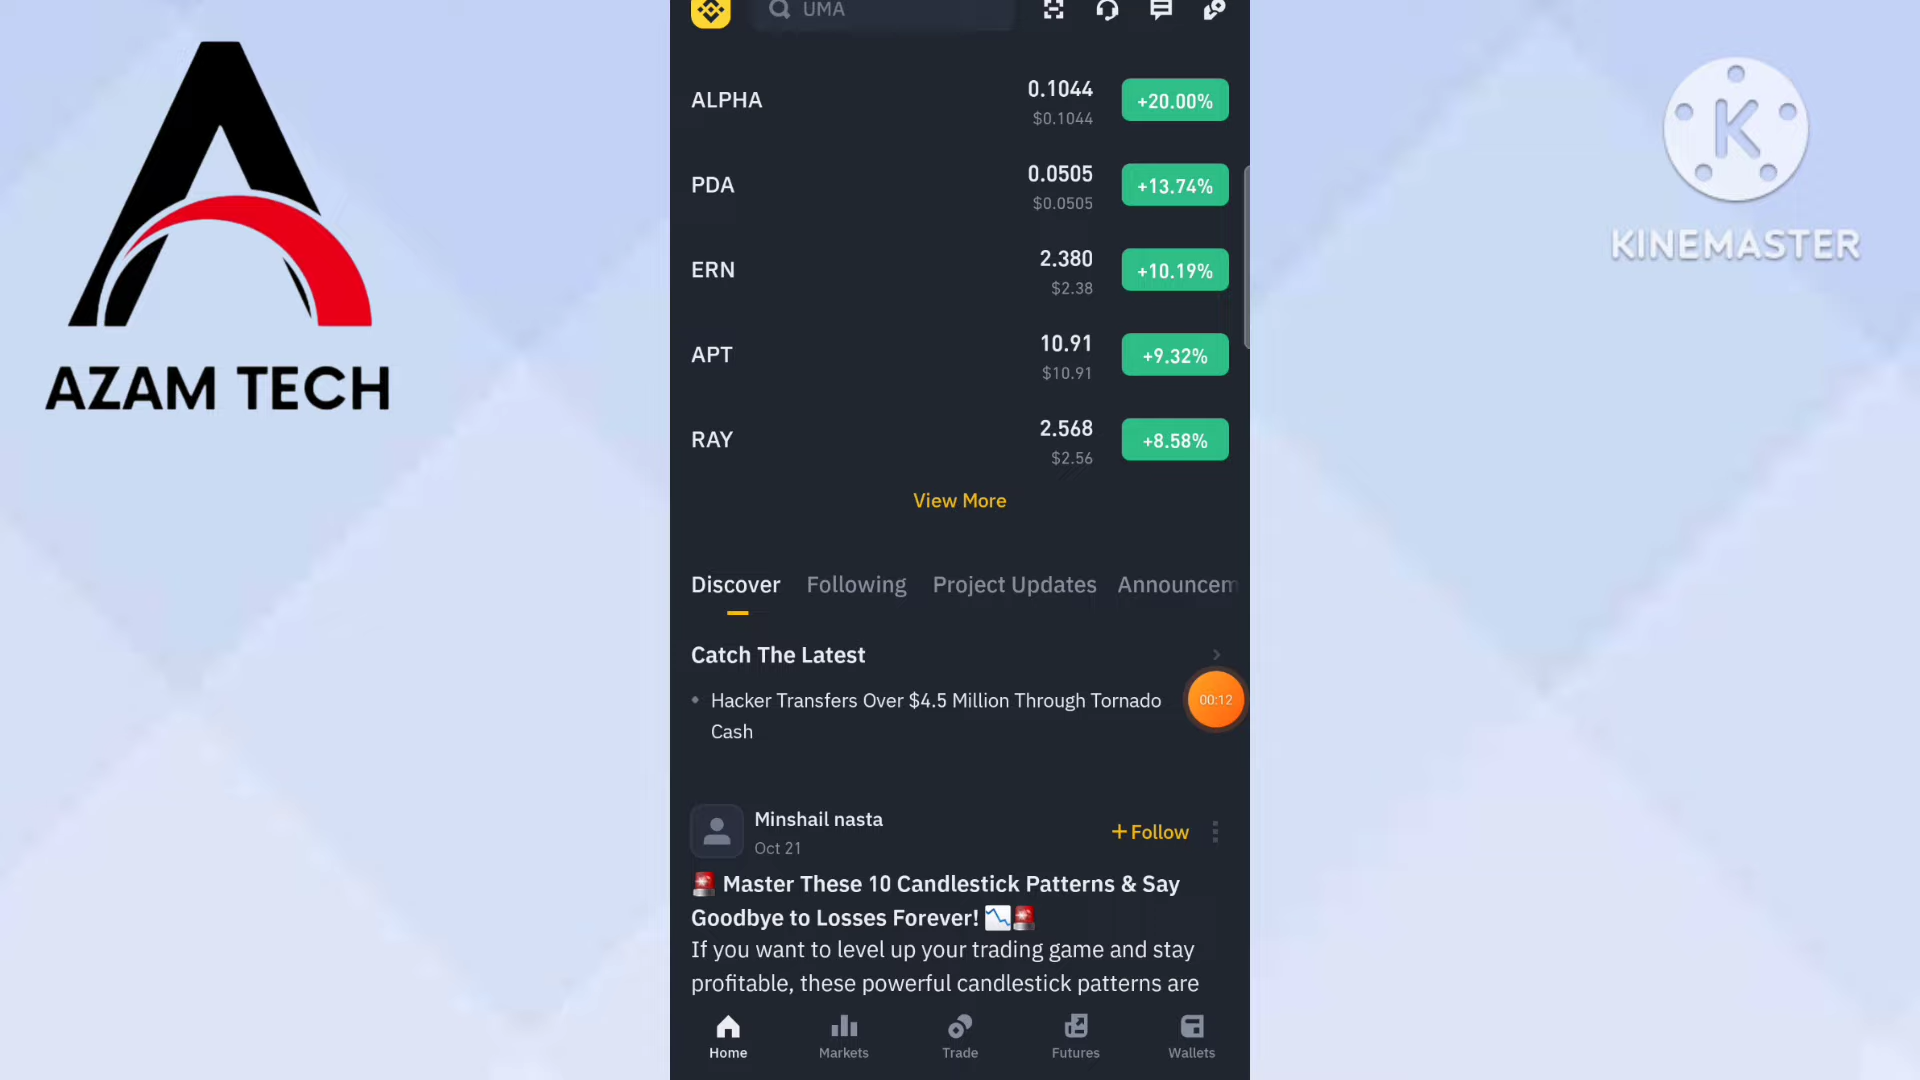 UMA
ALPHA 0.1044 +20.00%
$0.1044
PDA 0.0505 +13.74%
$0.0505
ERN 2.380 +10.19%
$2.38
APT 10.91 +9.32%
$10.91
RAY 2.568 +8.58%
$2.56
View More
Discover Following Project Updates Announcem
Catch The Latest
Hacker Transfers Over $4.5 Million Through Tornado
Cash
00:12
Minshail nasta
Oct 21
+ Follow
🚨 Master These 10 Candlestick Patterns & Say
Goodbye to Losses Forever! 📉🚨
If you want to level up your trading game and stay
profitable, these powerful candlestick patterns are
Home Markets Trade Futures Wallets
AZAM TECH
K
KINEMASTER